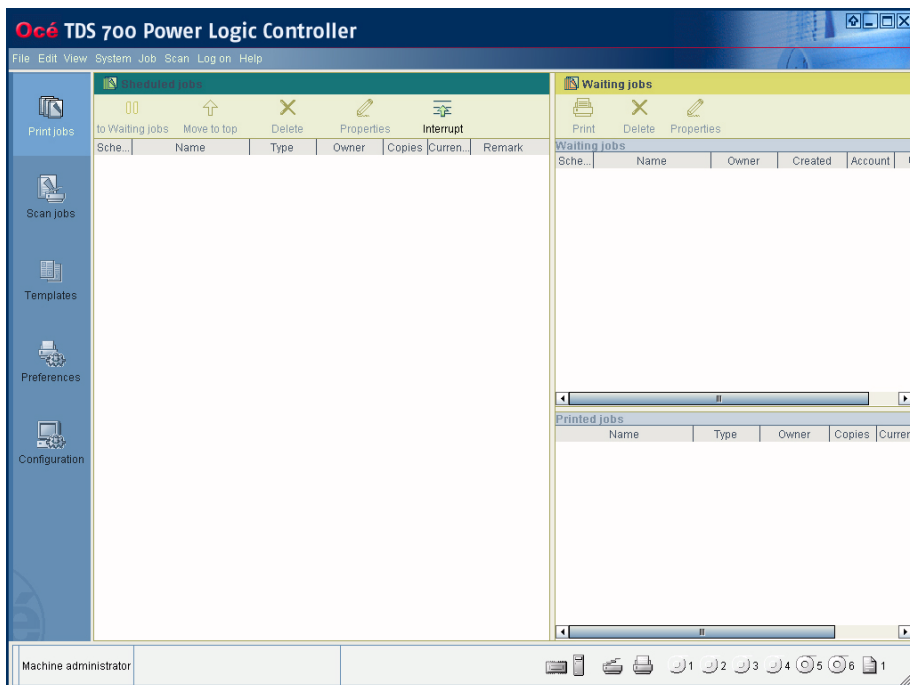 Océ TDS 700 Power Logic Controller
File Edit View System Job Scan Log on Help
Print jobs
Scan jobs
Templates
Preferences
Configuration
Sheduled jobs
to Waiting jobs Move to top Delete Properties Interrupt
Sche... Name Type Owner Copies Curren... Remark
Waiting jobs
Print Delete Properties
Waiting jobs
Sche... Name Owner Created Account
Printed jobs
Name Type Owner Copies Curren
Machine administrator
1 2 3 4 5 6 1